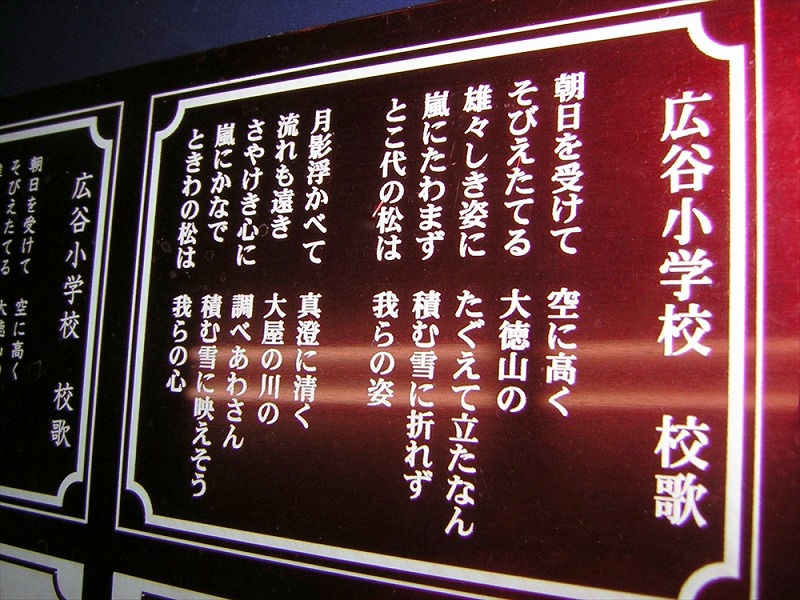 広谷小学校　校歌
朝日を受けて　空に高く
そびえたてる　大徳山の
雄々しき姿に　たぐえて立たなん
嵐にたわまず　積む雪に折れず
とこ代の松は　我らの姿
月影浮かべて　真澄に清く
流れも遠き　大屋の川の
さやけき心に　調べあわさん
嵐にかなで　積む雪に映えそう
ときわの松は　我らの心
広谷小学校　校歌
朝日を受けて　空に高く
そびえたてる　大徳山の